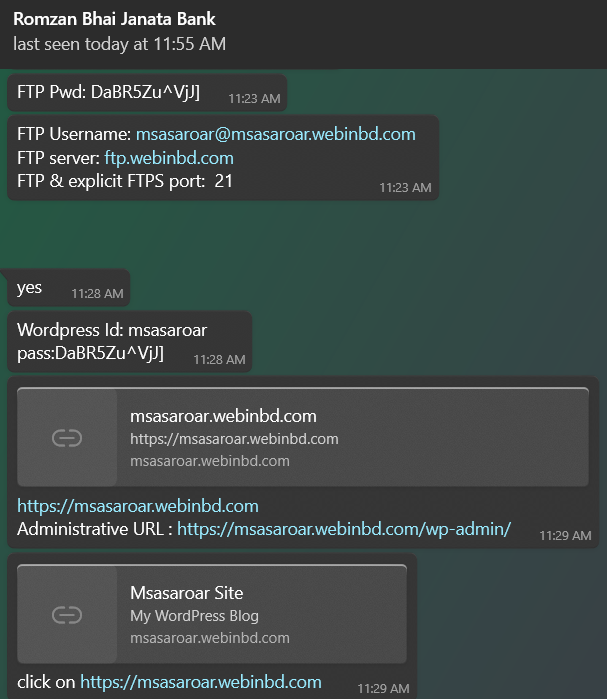 Romzan Bhai Janata Bank
last seen today at 11:55 AM
FTP Pwd: DaBR5Zu^VjJ]
11:23 AM
FTP Username: msasaroar@msasaroar.webinbd.com
FTP server: ftp.webinbd.com
FTP & explicit FTPS port: 21
11:23 AM
yes
11:28 AM
Wordpress Id: msasaroar
pass:DaBR5Zu^VjJ]
11:28 AM
msasaroar.webinbd.com
https://msasaroar.webinbd.com
msasaroar.webinbd.com
https://msasaroar.webinbd.com
Administrative URL : https://msasaroar.webinbd.com/wp-admin/
11:29 AM
Msasaroar Site
My WordPress Blog
msasaroar.webinbd.com
click on https://msasaroar.webinbd.com
11:29 AM